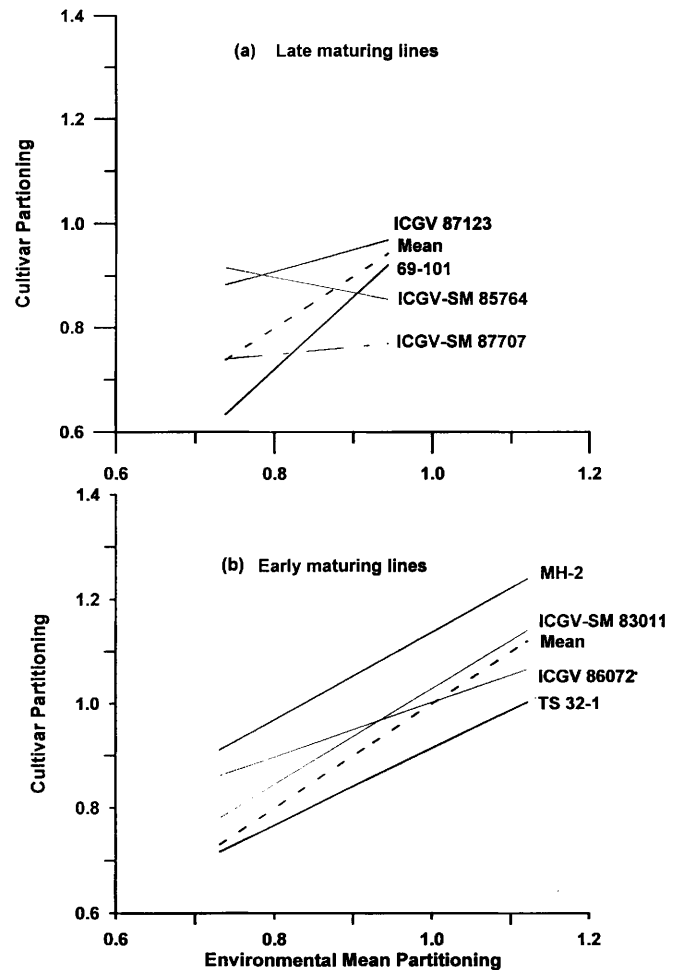 1.4
(a) Late maturing lines
1.2
Cultivar Partioning
1.0
ICGV 87123
Mean
69-101
ICGV-SM 85764
0.8
ICGV-SM 87707
0.6
0.6 0.8 1.0 1.2
1.4
(b) Early maturing lines
MH-2
1.2
ICGV-SM 83011
Mean
Cultivar Partitioning
ICGV 86072
1.0
TS 32-1
0.8
0.6
0.6 0.8 1.0 1.2
Environmental Mean Partitioning